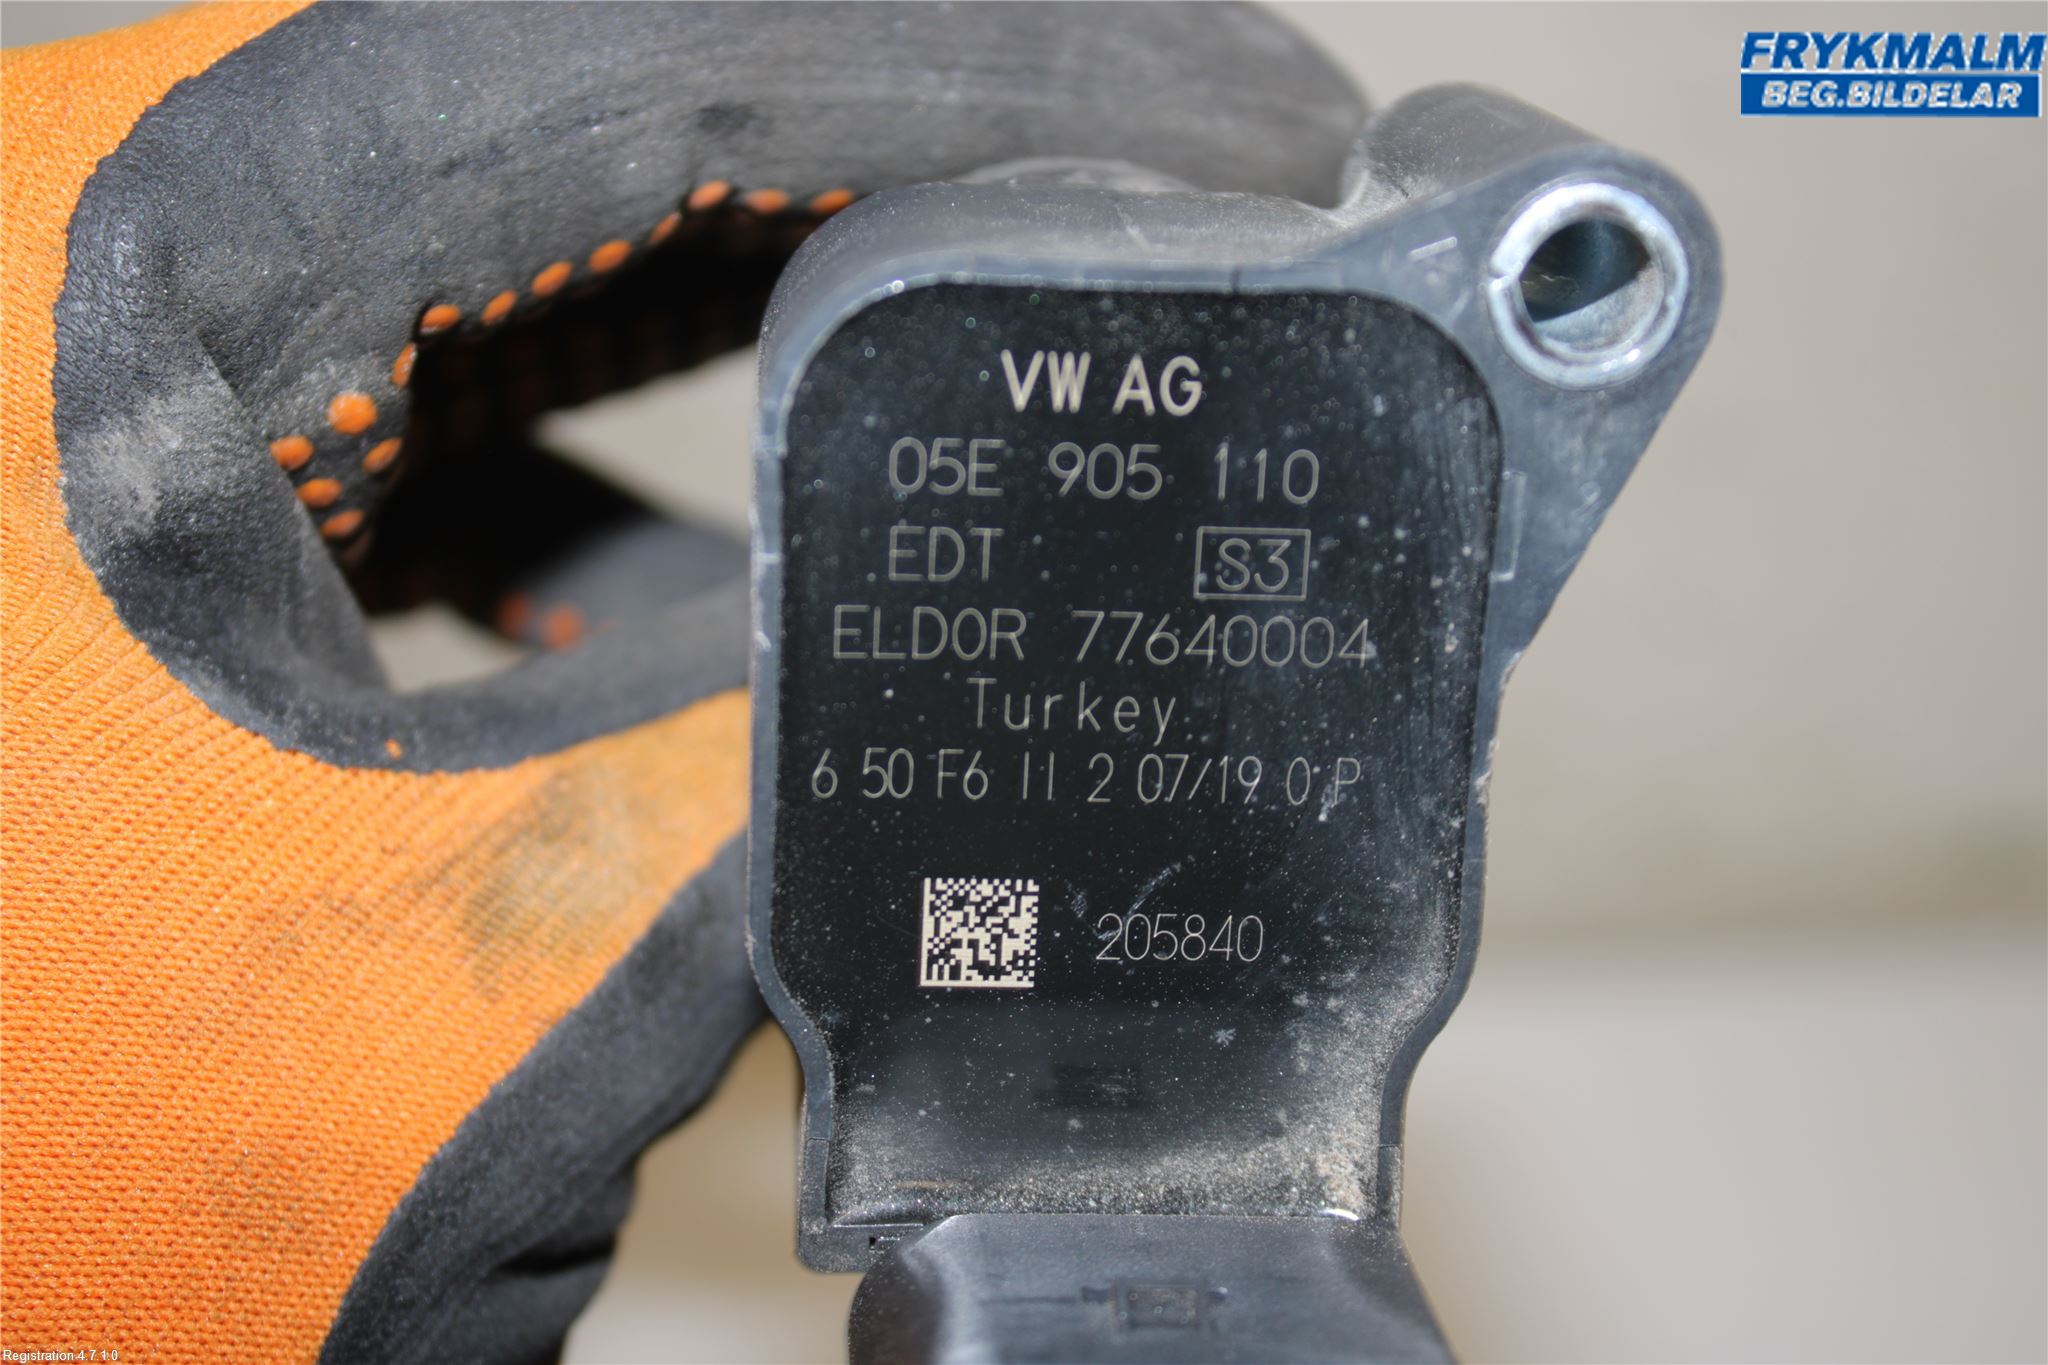 FRYKMALM
BEG.BILDELAR
VW AG
05E 905 110
EDT S3
ELDOR 77640004
Turkey
6 50 F6 11 2 07/19 0 P
205840
Registration 4.7.1.0